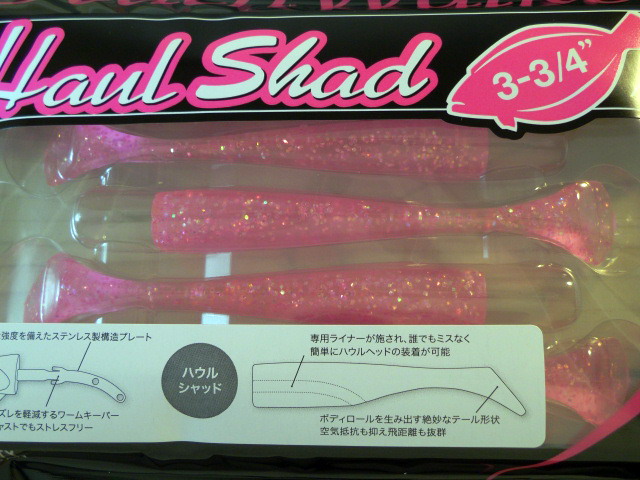 Haul Shad
3-3/4"
強度を備えたステンレス製構造プレート
専用ライナーが施され、誰でもミスなく
簡単にハウルヘッドの装着が可能
ハウル
シャッド
ズレを軽減するワームキーパー
ャストでもストレスフリー
ボディロールを生み出す絶妙なテール形状
空気抵抗も抑え飛距離も抜群